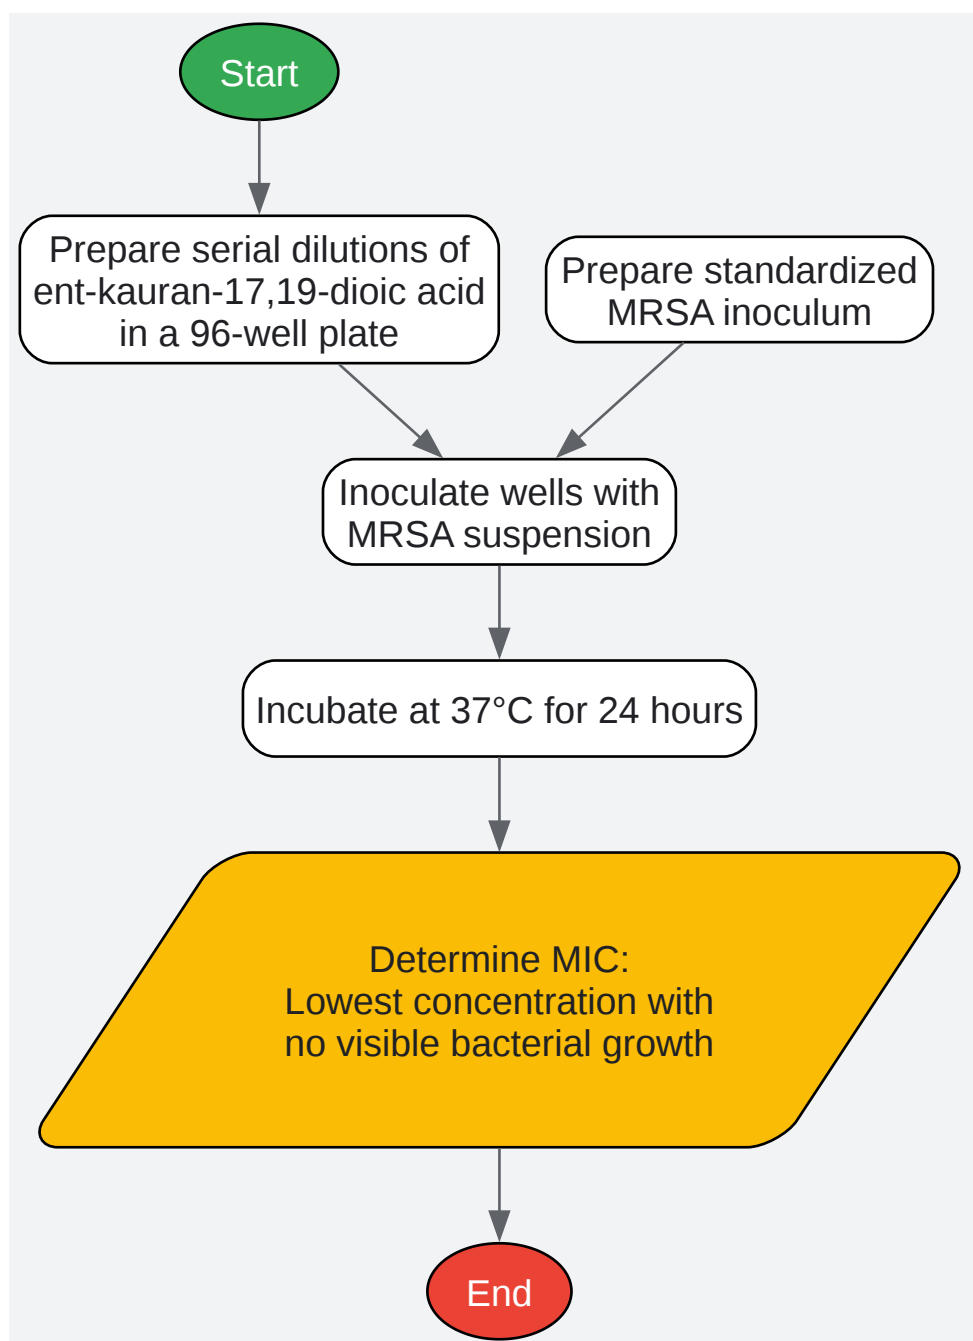 Start
Prepare serial dilutions of
ent-kauran-17,19-dioic acid
in a 96-well plate
Prepare standardized
MRSA inoculum
Inoculate wells with
MRSA suspension
Incubate at 37°C for 24 hours
Determine MIC:
Lowest concentration with
no visible bacterial growth
End